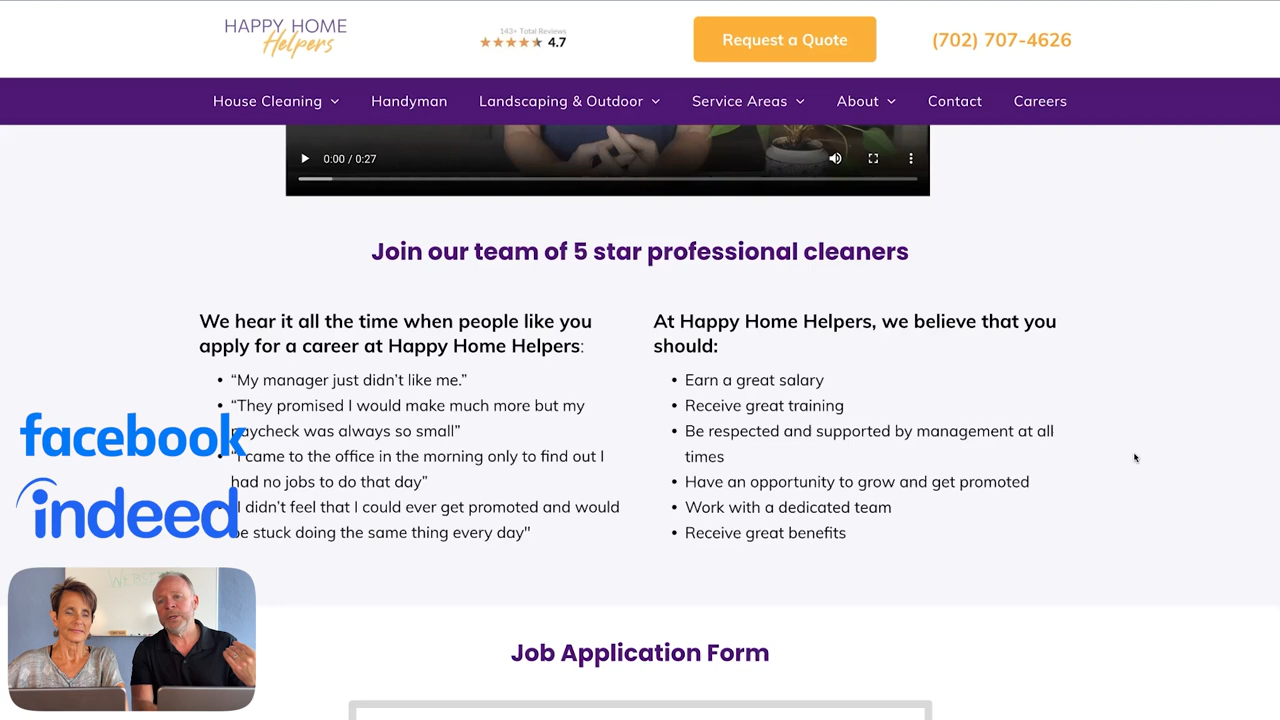 HAPPY HOME
Helpers
143+ Total Reviews
4.7
Request a Quote
(702) 707-4626
House Cleaning
Handyman
Landscaping & Outdoor
Service Areas
About
Contact
Careers
0:00 / 0:27
Join our team of 5 star professional cleaners
We hear it all the time when people like you
apply for a career at Happy Home Helpers:
• “My manager just didn’t like me.”
• “They promised I would make much more but my
paycheck was always so small”
• “I came to the office in the morning only to find out I
had no jobs to do that day”
I didn’t feel that I could ever get promoted and would
be stuck doing the same thing every day"
At Happy Home Helpers, we believe that you
should:
• Earn a great salary
• Receive great training
• Be respected and supported by management at all
times
• Have an opportunity to grow and get promoted
• Work with a dedicated team
• Receive great benefits
facebook
indeed
Job Application Form